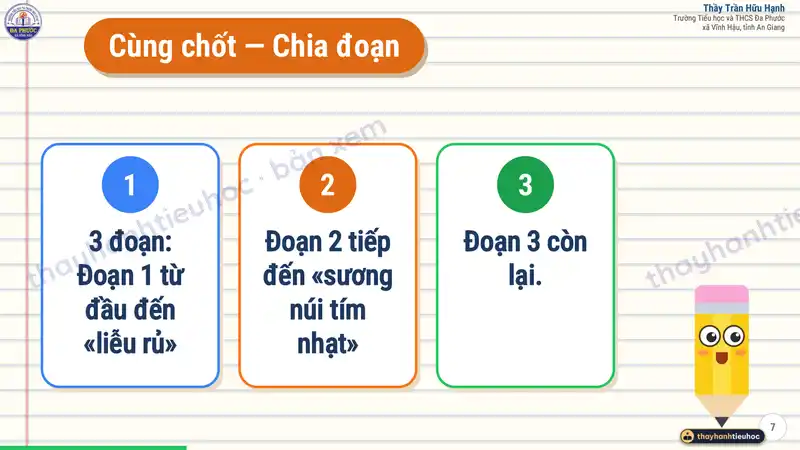 Thầy Trần Hữu Hạnh
Trường Tiểu học và THCS Đa Phước
xã Vĩnh Hậu, tỉnh An Giang
ĐA PHƯỚC
Cùng chốt — Chia đoạn
1
3 đoạn:
Đoạn 1 từ
đầu đến
«liễu rủ»
2
Đoạn 2 tiếp
đến «sương
núi tím
nhạt»
3
Đoạn 3 còn
lại.
thayhanhtieuhoc · bản xem
thayhanhtieuhoc
7